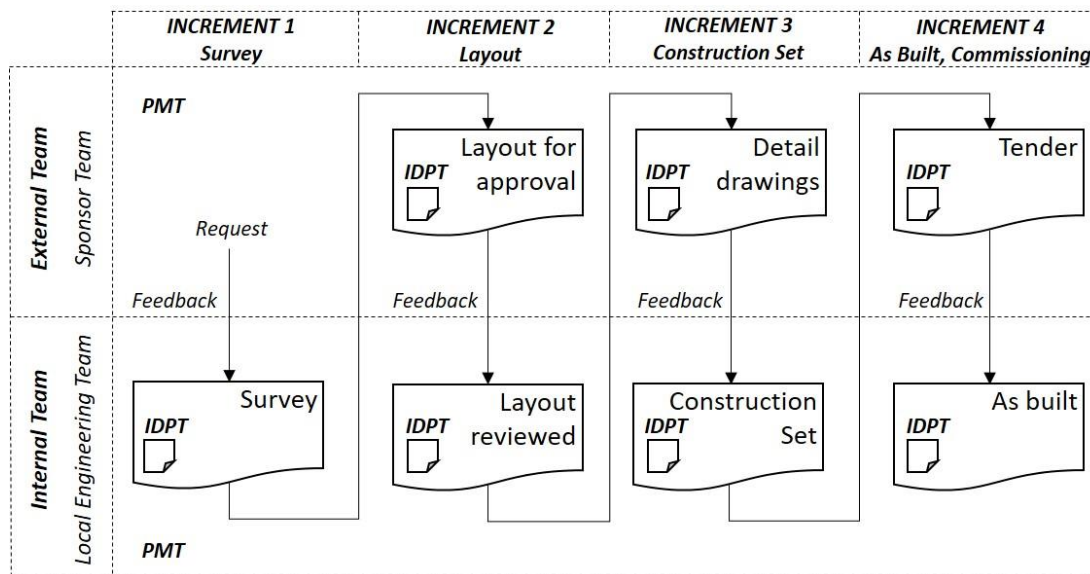 INCREMENT 1
Survey
INCREMENT 2
Layout
INCREMENT 3
Construction Set
INCREMENT 4
As Built, Commissioning
External Team
Sponsor Team
PMT
Request
Feedback
Layout for
approval
IDPT
Feedback
Detail
drawings
IDPT
Feedback
Tender
IDPT
Feedback
Internal Team
Local Engineering Team
Survey
IDPT
Layout
reviewed
IDPT
Construction
Set
IDPT
As built
IDPT
PMT